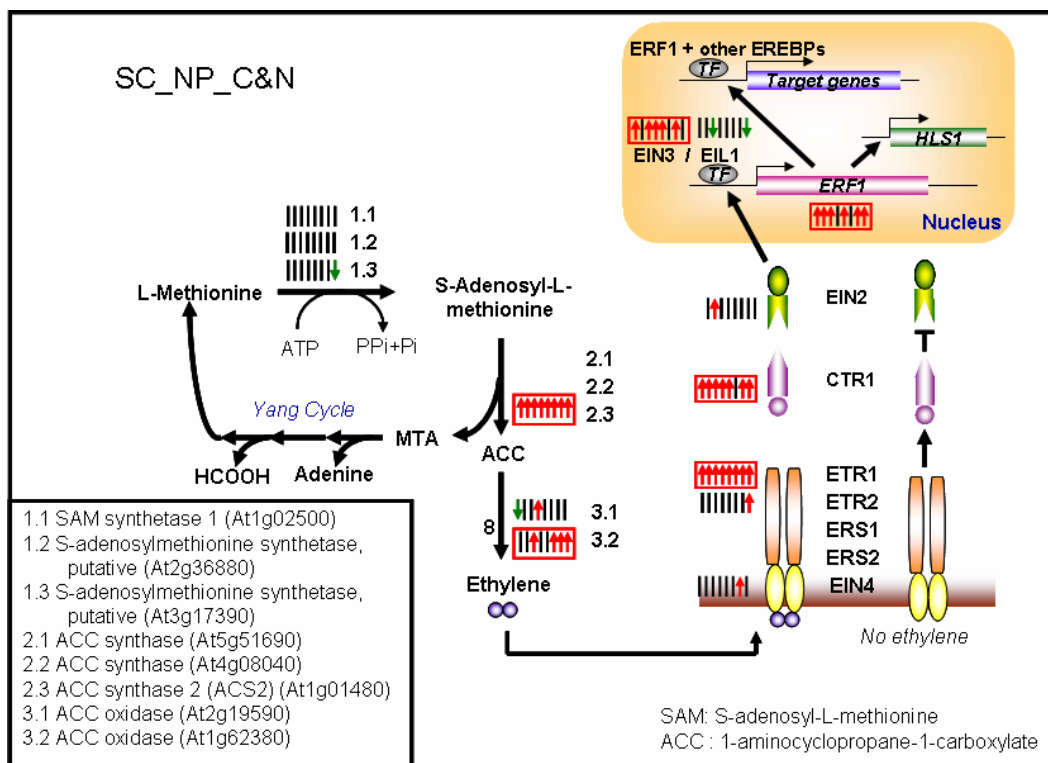 SC_NP_C&N
ERF1 + other EREBPs
TF
Target genes
HLS1
EIN3 / EIL1
TF
ERF1
Nucleus
1.1
1.2
1.3
L-Methionine
S-Adenosyl-L-
methionine
ATP
PPi+Pi
2.1
2.2
2.3
Yang Cycle
MTA
ACC
HCOOH
Adenine
8
3.1
3.2
Ethylene
EIN2
CTR1
ETR1
ETR2
ERS1
ERS2
EIN4
No ethylene
1.1 SAM synthetase 1 (At1g02500)
1.2 S-adenosylmethionine synthetase,
putative (At2g36880)
1.3 S-adenosylmethionine synthetase,
putative (At3g17390)
2.1 ACC synthase (At5g51690)
2.2 ACC synthase (At4g08040)
2.3 ACC synthase 2 (ACS2) (At1g01480)
3.1 ACC oxidase (At2g19590)
3.2 ACC oxidase (At1g62380)
SAM: S-adenosyl-L-methionine
ACC : 1-aminocyclopropane-1-carboxylate